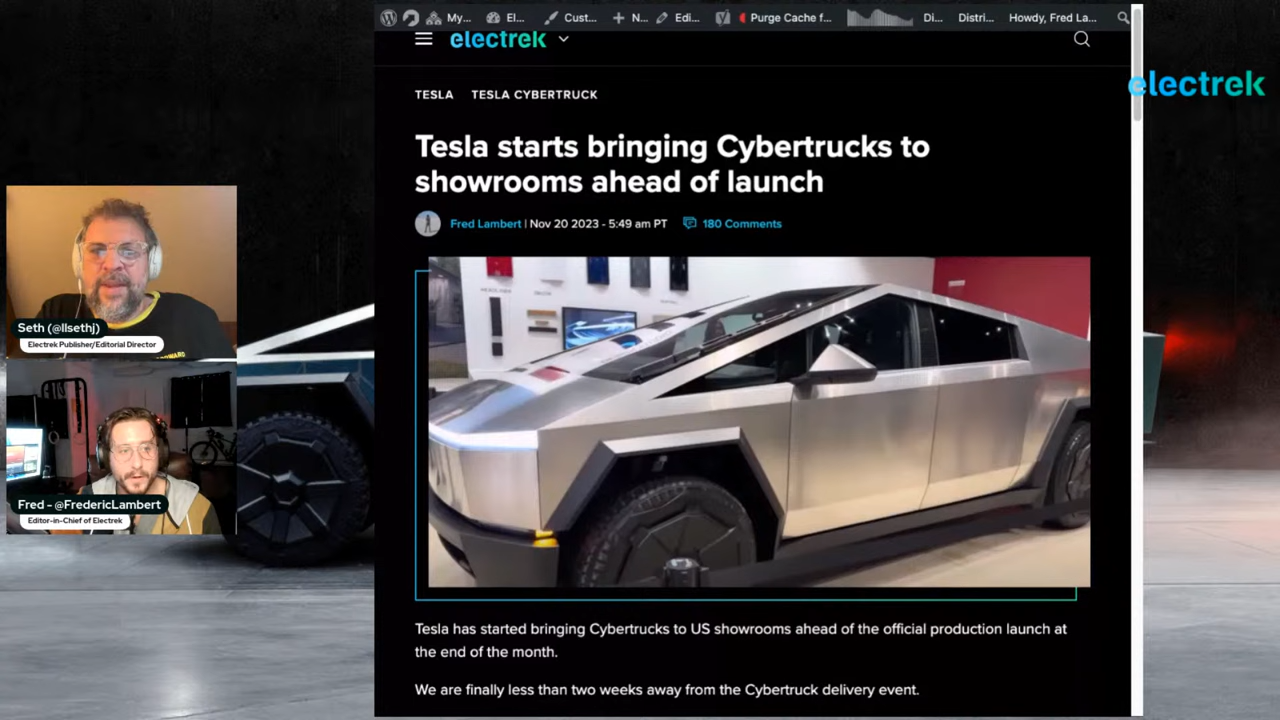 My...
El...
Cust...
N...
Edi...
Purge Cache f...
Di...
Distri...
Howdy, Fred La...
electrek
electrek
TESLA TESLA CYBERTRUCK
Tesla starts bringing Cybertrucks to
showrooms ahead of launch
Fred Lambert | Nov 20 2023 - 5:49 am PT 180 Comments
Seth (@llsethj)
Electrek Publisher/Editorial Director
Fred - @FredericLambert
Editor-in-Chief of Electrek
Tesla has started bringing Cybertrucks to US showrooms ahead of the official production launch at
the end of the month.
We are finally less than two weeks away from the Cybertruck delivery event.